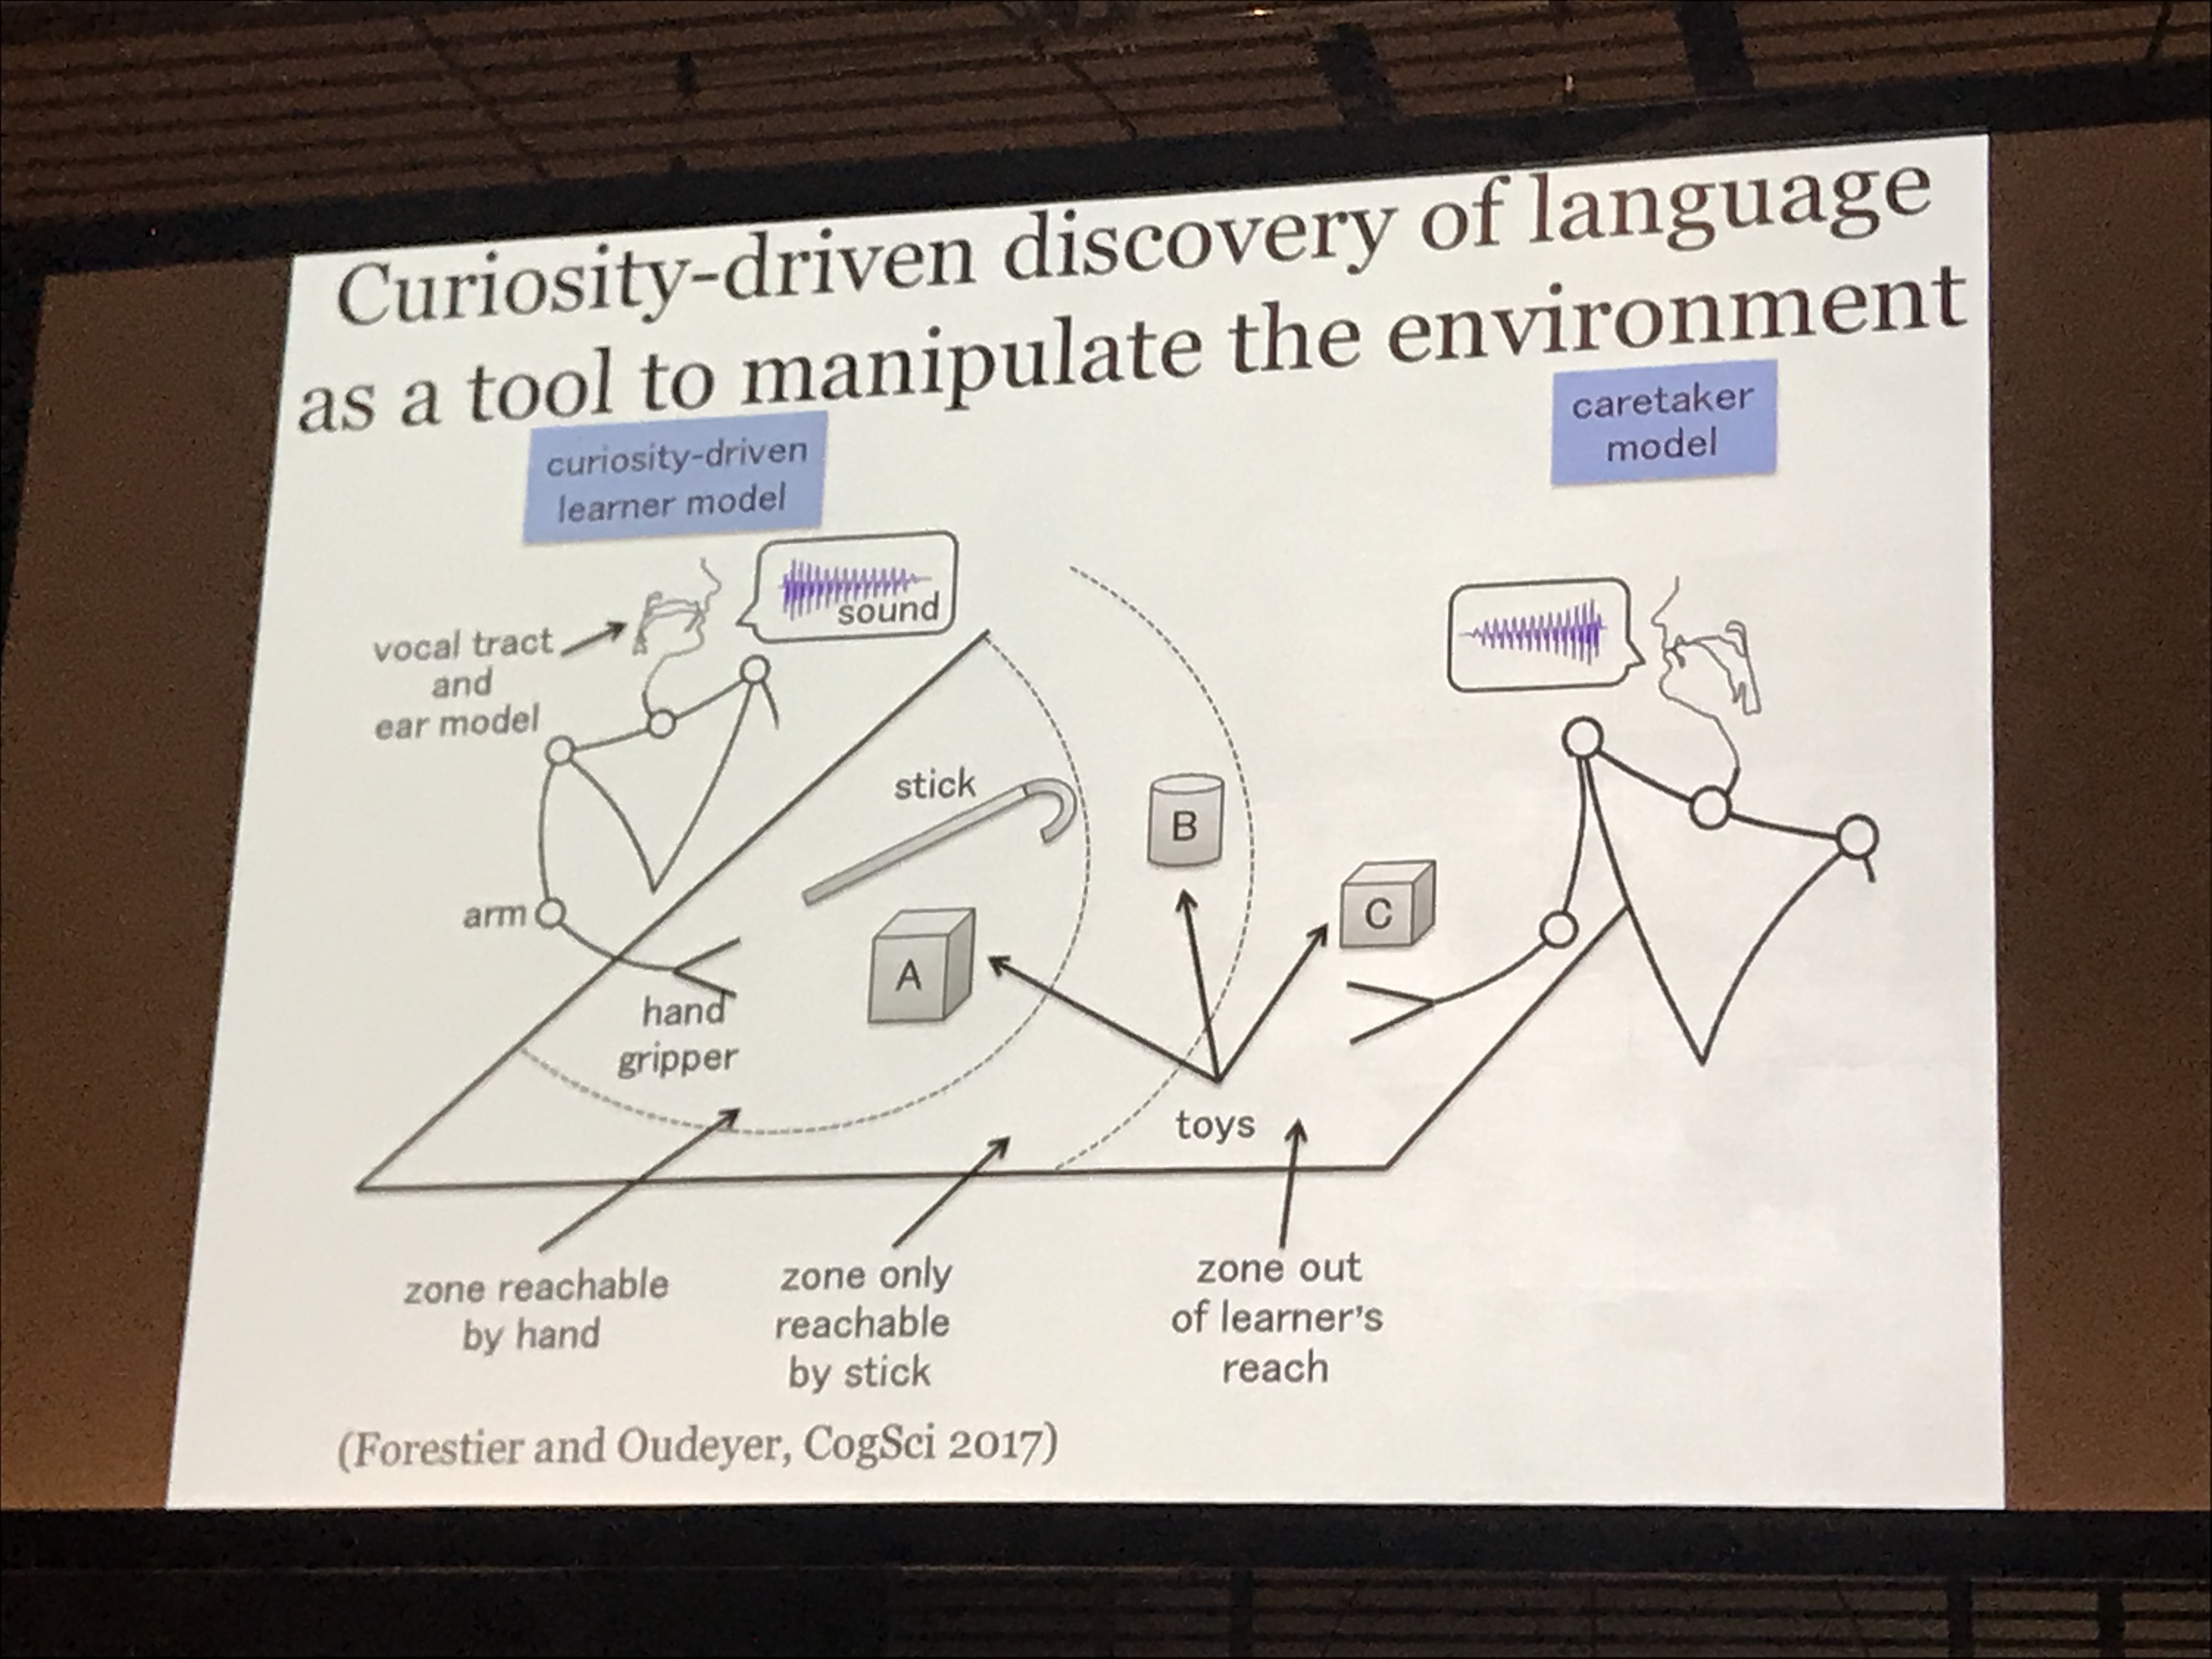 Curiosity-driven discovery of language
as a tool to manipulate the environment
curiosity-driven
learner model
caretaker
model
sound
vocal tract
and
ear model
stick
B
C
arm
A
hand
gripper
toys
zone reachable
by hand
zone only
reachable
by stick
zone out
of learner's
reach
(Forestier and Oudeyer, CogSci 2017)